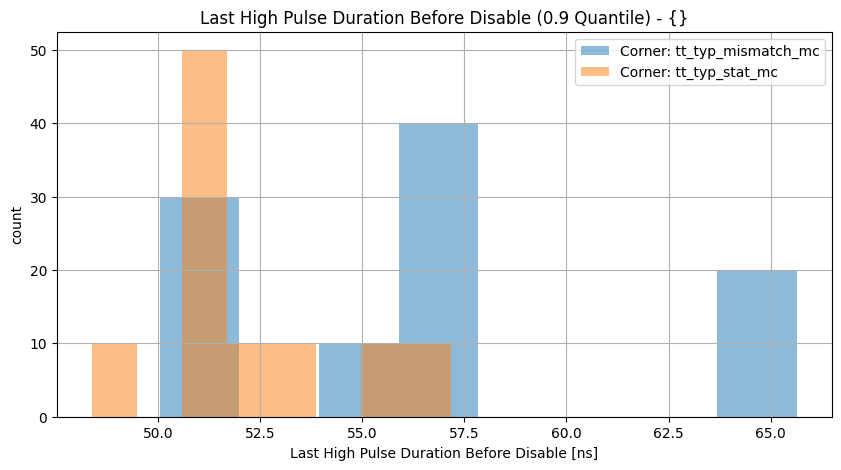 Last High Pulse Duration Before Disable (0.9 Quantile) - {}
Corner: tt_typ_mismatch_mc
Corner: tt_typ_stat_mc
50
40
30
20
10
0
count
50.0 52.5 55.0 57.5 60.0 62.5 65.0
Last High Pulse Duration Before Disable [ns]